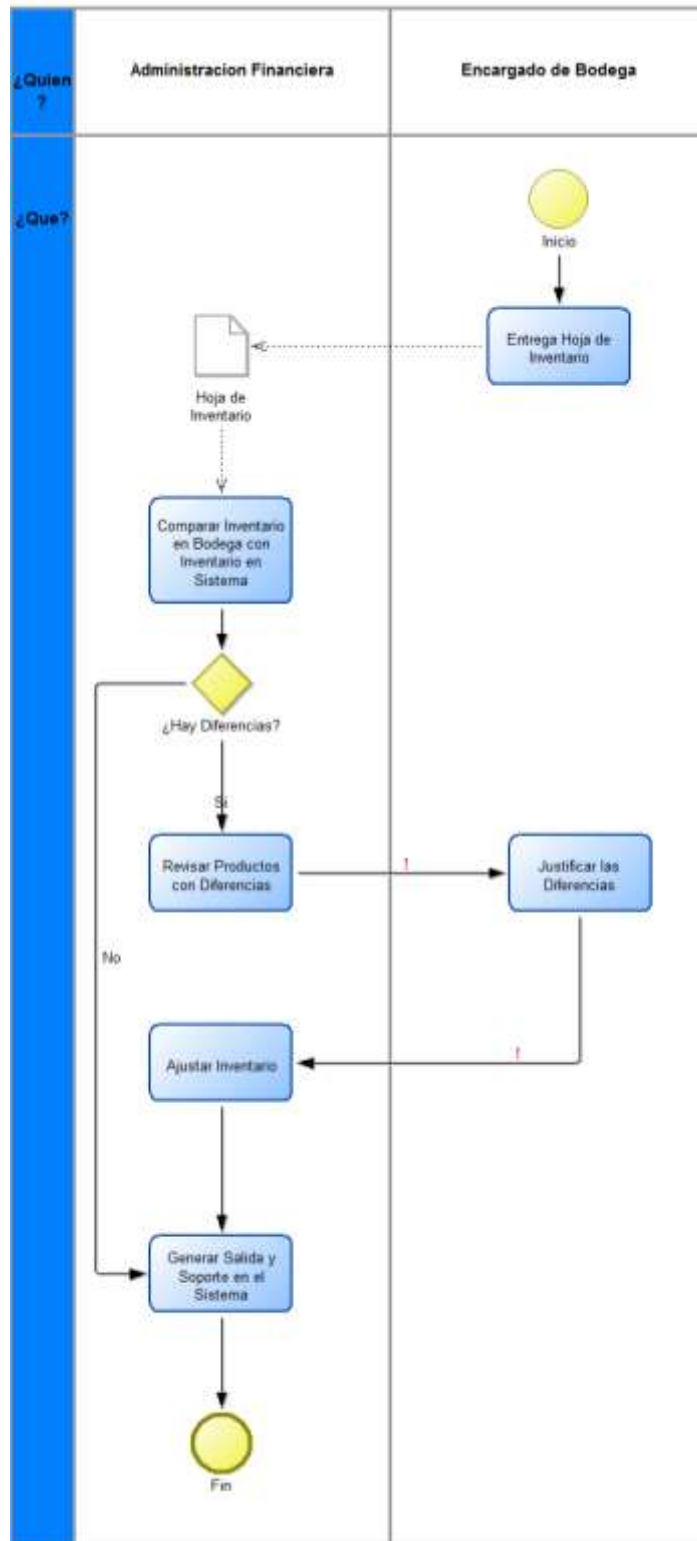 ¿Quien
?
Administracion Financiera
Encargado de Bodega
¿Que?
Inicio
Entrega Hoja de
Inventario
Hoja de
Inventario
Comparar Inventario
en Bodega con
Inventario en
Sistema
¿Hay Diferencias?
Si
Revisar Productos
con Diferencias
!
Justificar las
Diferencias
No
Ajustar Inventario
!
Generar Salida y
Soporte en el
Sistema
Fin